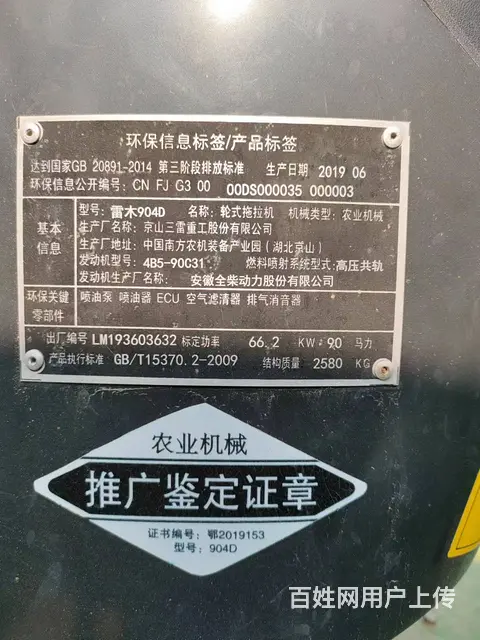 环保信息标签/产品标签
达到国家GB 20891-2014 第三阶段排放标准 生产日期 2019 06
环保信息公开编号: CN FJ G3 00 00DS000035 000003
基本信息
型号: 雷木904D 名称: 轮式拖拉机 机械类型: 农业机械
生产厂名: 京山三雷重工股份有限公司
生产厂地址: 中国南方农机装备产业园(湖北京山)
发动机型号: 4B5-90C31 燃料喷射系统型式: 高压共轨
发动机生产厂: 安徽全柴动力股份有限公司
环保关键零部件
喷油泵 喷油器 ECU 空气滤清器 排气消音器
出厂编号 LM193603632 标定功率 66.2 KW: 90 马力
产品执行标准 GB/T15370.2-2009 结构质量 2580 KG
农业机械
推广鉴定证章
证书编号: 鄂2019153
型号: 904D
百姓网用户上传